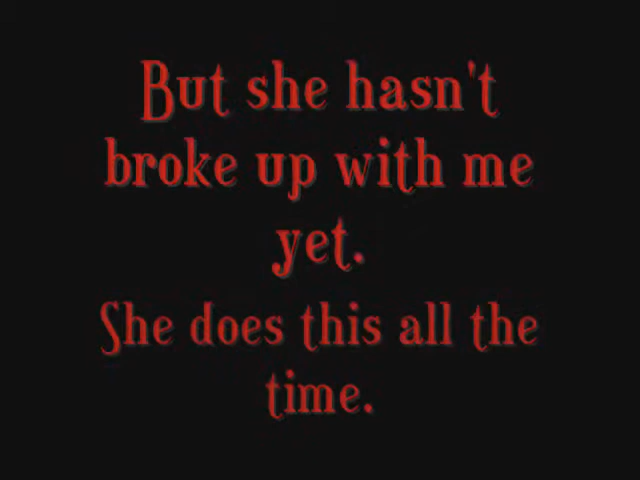 But she hasn't
broke up with me
yet.
She does this all the
time.